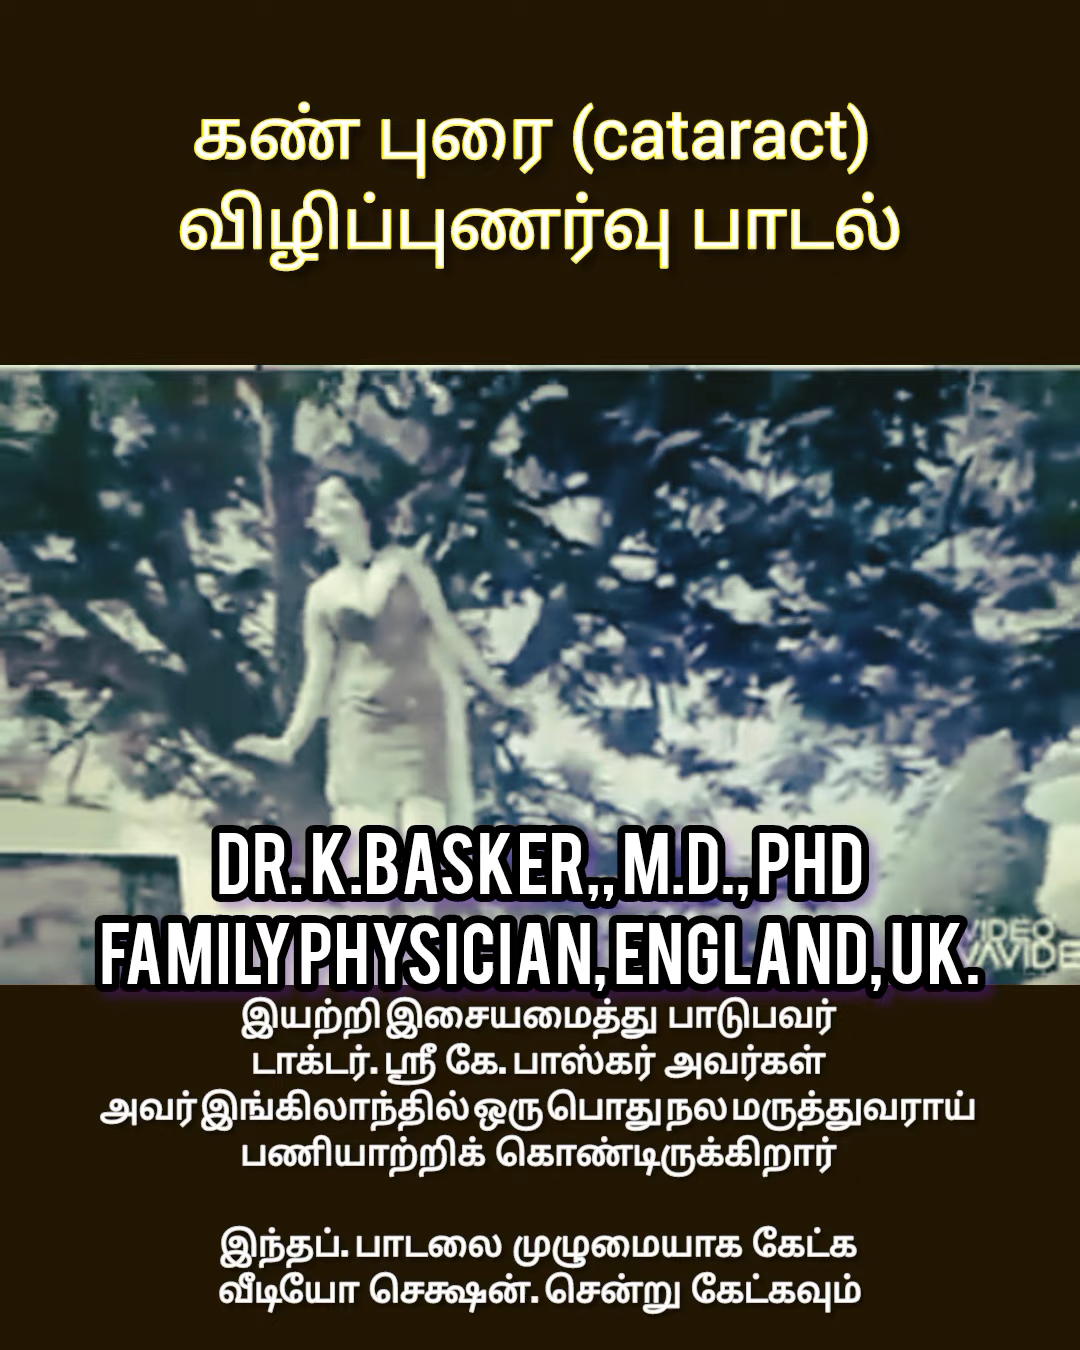 கண் புரை (cataract)
விழிப்புணர்வு பாடல்
DR. K.BASKER,, M.D., PHD
FAMILY PHYSICIAN, ENGLAND, UK.
VIDEO
இயற்றி இசையமைத்து பாடுபவர்
டாக்டர். ஸ்ரீ கே. பாஸ்கர் அவர்கள்
அவர் இங்கிலாந்தில் ஒரு பொது நல மருத்துவராய்
பணியாற்றிக் கொண்டிருக்கிறார்
இந்தப். பாடலை முழுமையாக கேட்க
வீடியோ செக்ஷன். சென்று கேட்கவும்